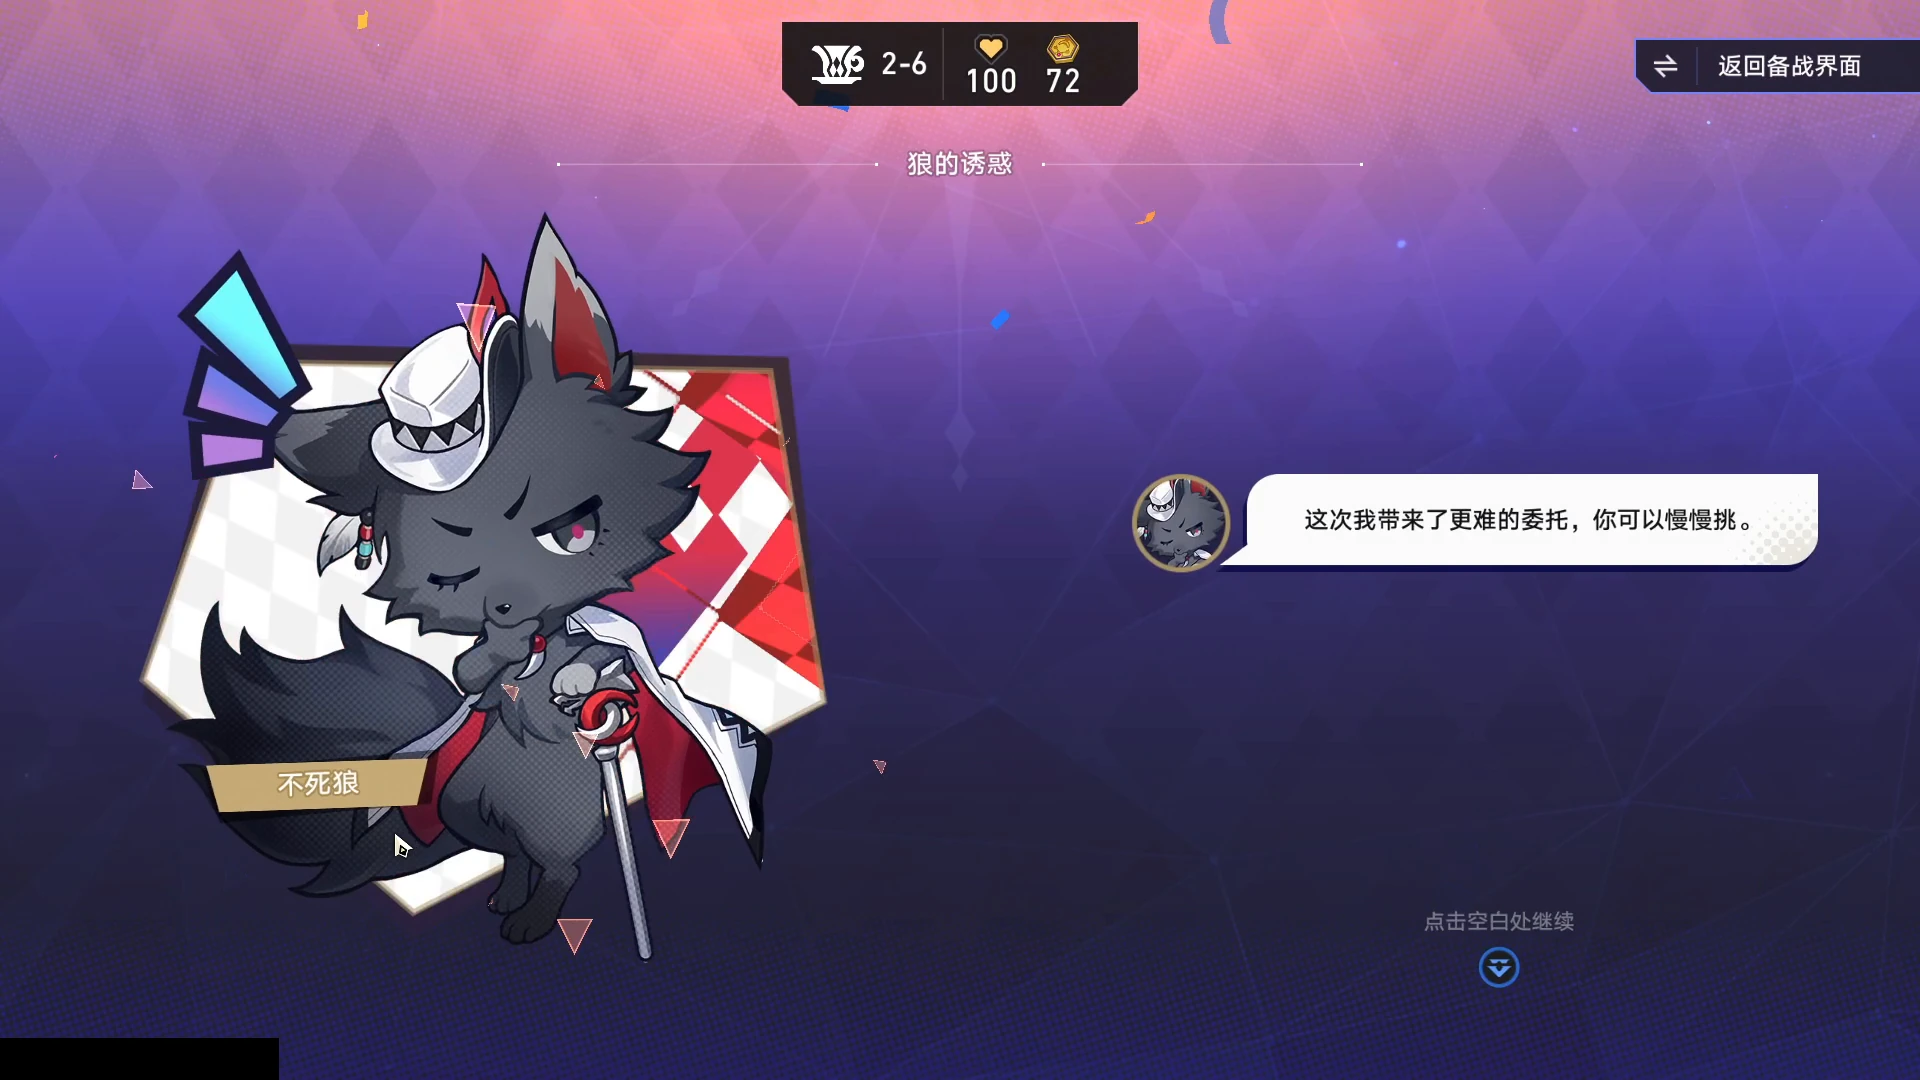 2-6
100
72
返回备战界面
狼的诱惑
这次我带来了更难的委托，你可以慢慢挑。
不死狼
点击空白处继续